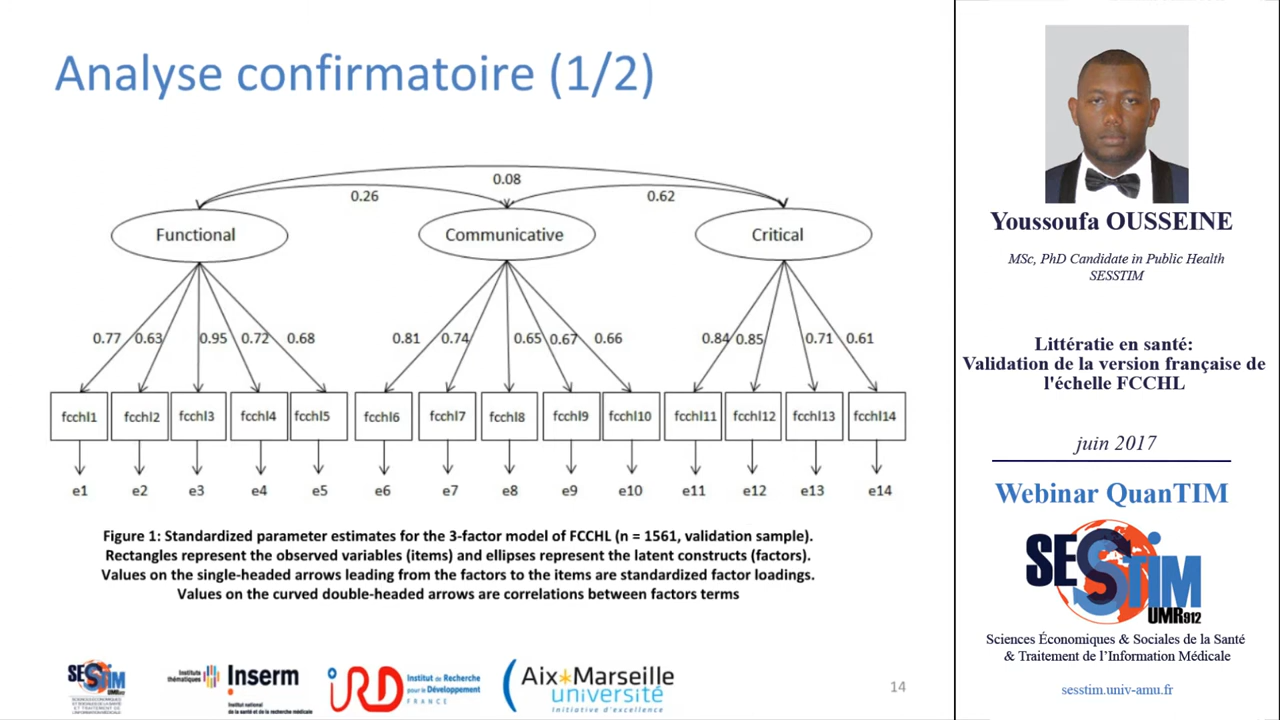 Analyse confirmatoire (1/2)
0.08
0.26
0.62
Functional
Communicative
Critical
0.77 0.63 0.95 0.72 0.68
0.81 0.74 0.65 0.67 0.66
0.84 0.85 0.71 0.61
fcchl1 fcchl2 fcchl3 fcchl4 fcchl5 fcchl6 fcchl7 fcchl8 fcchl9 fcchl10 fcchl11 fcchl12 fcchl13 fcchl14
e1 e2 e3 e4 e5 e6 e7 e8 e9 e10 e11 e12 e13 e14
Figure 1: Standardized parameter estimates for the 3-factor model of FCCHL (n = 1561, validation sample).
Rectangles represent the observed variables (items) and ellipses represent the latent constructs (factors).
Values on the single-headed arrows leading from the factors to the items are standardized factor loadings.
Values on the curved double-headed arrows are correlations between factors terms
SESSTIM
Instituts
thématiques
Inserm
Institut national
de la santé et de la recherche médicale
IRD
Institut de Recherche
pour le Développement
FRANCE
Aix*Marseille
université
Initiative d'excellence
14
Youssoufa OUSSEINE
MSc, PhD Candidate in Public Health
SESSTIM
Littératie en santé:
Validation de la version française de
l'échelle FCCHL
juin 2017
Webinar QuanTIM
SESSTIM
UMR912
Sciences Économiques & Sociales de la Santé
& Traitement de l'Information Médicale
sesstim.univ-amu.fr